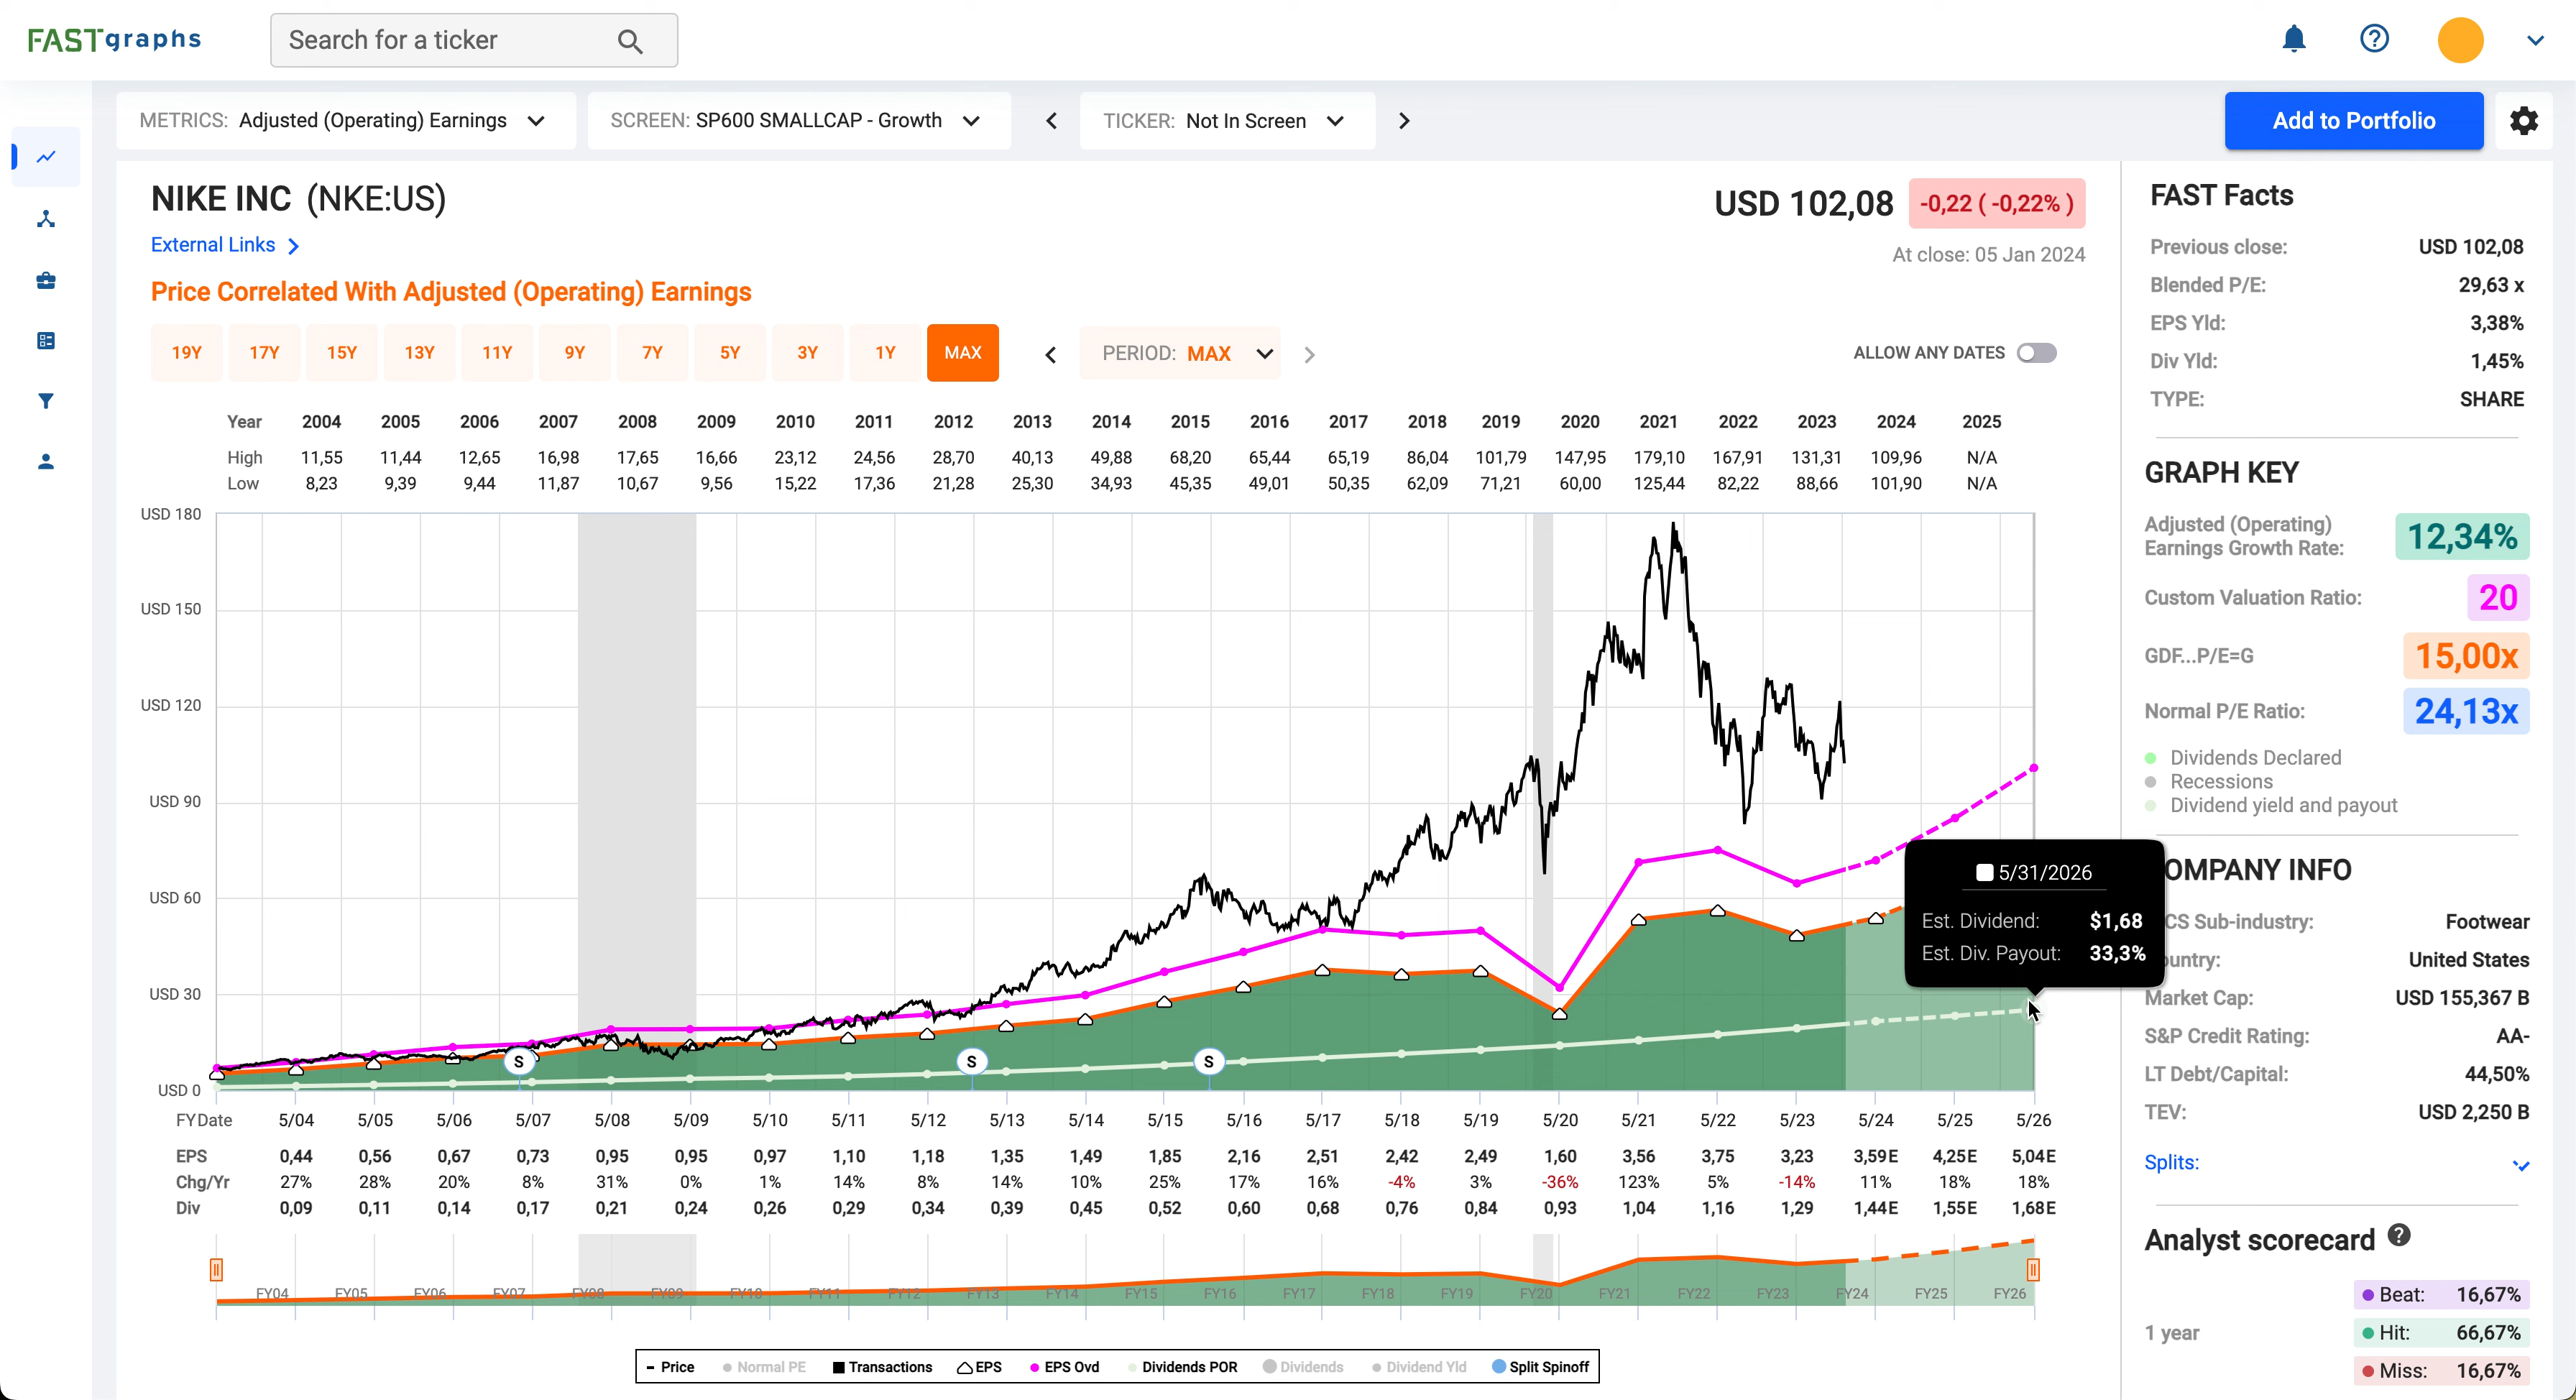 FASTgraphs
Search for a ticker
METRICS: Adjusted (Operating) Earnings
SCREEN: SP600 SMALLCAP - Growth
TICKER: Not In Screen
Add to Portfolio
NIKE INC (NKE:US)
USD 102,08 -0,22 ( -0,22% )
External Links
At close: 05 Jan 2024
Price Correlated With Adjusted (Operating) Earnings
19Y 17Y 15Y 13Y 11Y 9Y 7Y 5Y 3Y 1Y MAX
PERIOD: MAX
ALLOW ANY DATES
Year 2004 2005 2006 2007 2008 2009 2010 2011 2012 2013 2014 2015 2016 2017 2018 2019 2020 2021 2022 2023 2024 2025
High 11,55 11,44 12,65 16,98 17,65 16,66 23,12 24,56 28,70 40,13 49,88 68,20 65,44 65,19 86,04 101,79 147,95 179,10 167,91 131,31 109,96 N/A
Low 8,23 9,39 9,44 11,87 10,67 9,56 15,22 17,36 21,28 25,30 34,93 45,35 49,01 50,35 62,09 71,21 60,00 125,44 82,22 88,66 101,90 N/A
USD 180
USD 150
USD 120
USD 90
USD 60
USD 30
USD 0
S S S
5/31/2026
Est. Dividend: $1,68
Est. Div. Payout: 33,3%
FYDate 5/04 5/05 5/06 5/07 5/08 5/09 5/10 5/11 5/12 5/13 5/14 5/15 5/16 5/17 5/18 5/19 5/20 5/21 5/22 5/23 5/24 5/25 5/26
EPS 0,44 0,56 0,67 0,73 0,95 0,95 0,97 1,10 1,18 1,35 1,49 1,85 2,16 2,51 2,42 2,49 1,60 3,56 3,75 3,23 3,59E 4,25E 5,04E
Chg/Yr 27% 28% 20% 8% 31% 0% 1% 14% 8% 14% 10% 25% 17% 16% -4% 3% -36% 123% 5% -14% 11% 18% 18%
Div 0,09 0,11 0,14 0,17 0,21 0,24 0,26 0,29 0,34 0,39 0,45 0,52 0,60 0,68 0,76 0,84 0,93 1,04 1,16 1,29 1,44E 1,55E 1,68E
FY04 FY05 FY06 FY07 FY08 FY09 FY10 FY11 FY12 FY13 FY14 FY15 FY16 FY17 FY18 FY19 FY20 FY21 FY22 FY23 FY24 FY25 FY26
Price Normal PE Transactions EPS EPS Ovd Dividends POR Dividends Dividend Yld Split Spinoff
FAST Facts
Previous close: USD 102,08
Blended P/E: 29,63 x
EPS Yld: 3,38%
Div Yld: 1,45%
TYPE: SHARE
GRAPH KEY
Adjusted (Operating)
Earnings Growth Rate: 12,34%
Custom Valuation Ratio: 20
GDF...P/E=G 15,00x
Normal P/E Ratio: 24,13x
Dividends Declared
Recessions
Dividend yield and payout
OMPANY INFO
CS Sub-industry: Footwear
untry: United States
Market Cap: USD 155,367 B
S&P Credit Rating: AA-
LT Debt/Capital: 44,50%
TEV: USD 2,250 B
Splits:
Analyst scorecard ?
1 year
Beat: 16,67%
Hit: 66,67%
Miss: 16,67%